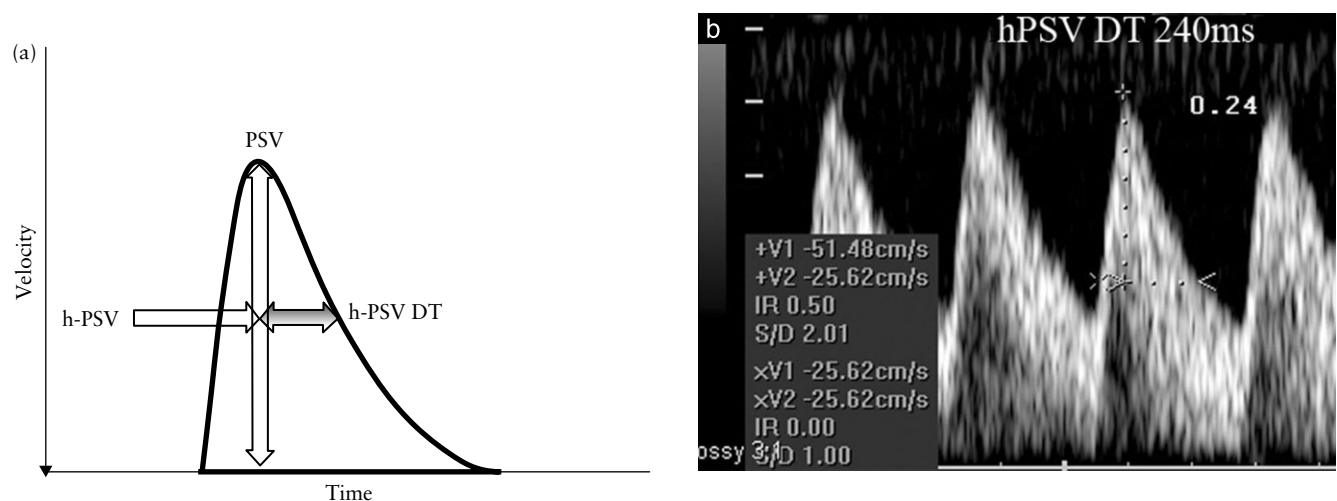 (a)
PSV
Velocity
h-PSV
h-PSV DT
Time
b
hPSV DT 240ms
0.24
+V1 -51.48cm/s
+V2 -25.62cm/s
IR 0.50
S/D 2.01
xV1 -25.62cm/s
xV2 -25.62cm/s
IR 0.00
S/D 1.00